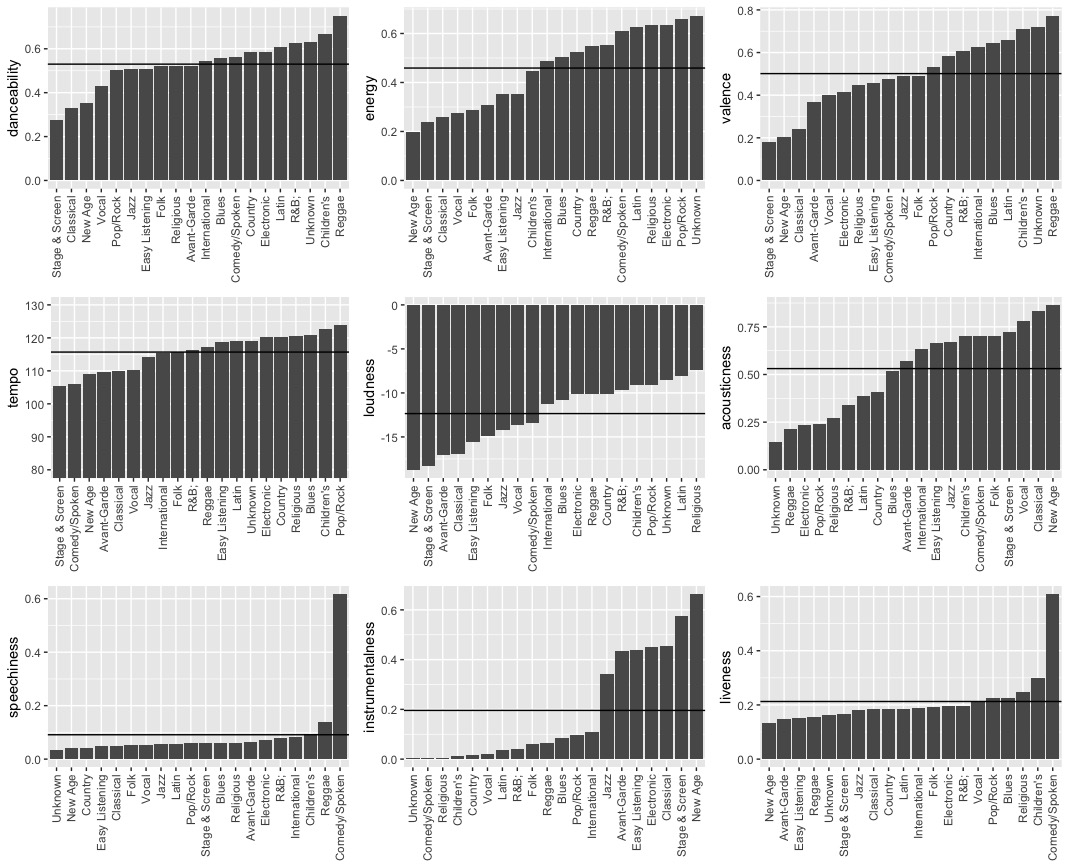 danceability
0.6
0.4
0.2
0.0
Stage & Screen
Classical
New Age
Vocal
Pop/Rock
Jazz
Easy Listening
Folk
Religious
Avant-Garde
International
Blues
Comedy/Spoken
Country
Electronic
Latin
R&B;
Unknown
Children's
Reggae
energy
0.6
0.4
0.2
0.0
New Age
Stage & Screen
Classical
Vocal
Folk
Avant-Garde
Easy Listening
Jazz
Children's
International
Blues
Country
Reggae
R&B;
Comedy/Spoken
Latin
Religious
Electronic
Pop/Rock
Unknown
valence
0.8
0.6
0.4
0.2
0.0
Stage & Screen
New Age
Classical
Avant-Garde
Vocal
Electronic
Religious
Easy Listening
Comedy/Spoken
Jazz
Folk
Pop/Rock
Country
R&B;
International
Blues
Latin
Children's
Unknown
Reggae
tempo
130
120
110
100
90
80
Stage & Screen
Comedy/Spoken
New Age
Avant-Garde
Classical
Vocal
Jazz
International
Folk
R&B;
Reggae
Easy Listening
Latin
Unknown
Electronic
Country
Religious
Blues
Children's
Pop/Rock
loudness
0
-5
-10
-15
New Age
Stage & Screen
Avant-Garde
Classical
Easy Listening
Folk
Jazz
Vocal
Comedy/Spoken
International
Blues
Electronic
Reggae
Country
R&B;
Children's
Pop/Rock
Unknown
Latin
Religious
acousticness
0.75
0.50
0.25
0.00
Unknown
Reggae
Electronic
Pop/Rock
Religious
R&B;
Latin
Country
Blues
Avant-Garde
International
Easy Listening
Jazz
Children's
Comedy/Spoken
Folk
Stage & Screen
Vocal
Classical
New Age
speechiness
0.6
0.4
0.2
0.0
Unknown
New Age
Country
Easy Listening
Classical
Folk
Vocal
Jazz
Latin
Pop/Rock
Stage & Screen
Blues
Religious
Avant-Garde
Electronic
R&B;
International
Children's
Reggae
Comedy/Spoken
instrumentalness
0.6
0.4
0.2
0.0
Unknown
Comedy/Spoken
Religious
Children's
Country
Vocal
Latin
R&B;
Folk
Reggae
Blues
Pop/Rock
International
Jazz
Avant-Garde
Easy Listening
Electronic
Classical
Stage & Screen
New Age
liveness
0.6
0.4
0.2
0.0
New Age
Avant-Garde
Easy Listening
Reggae
Unknown
Stage & Screen
Jazz
Classical
Country
Latin
International
Folk
Electronic
R&B;
Vocal
Pop/Rock
Blues
Religious
Children's
Comedy/Spoken